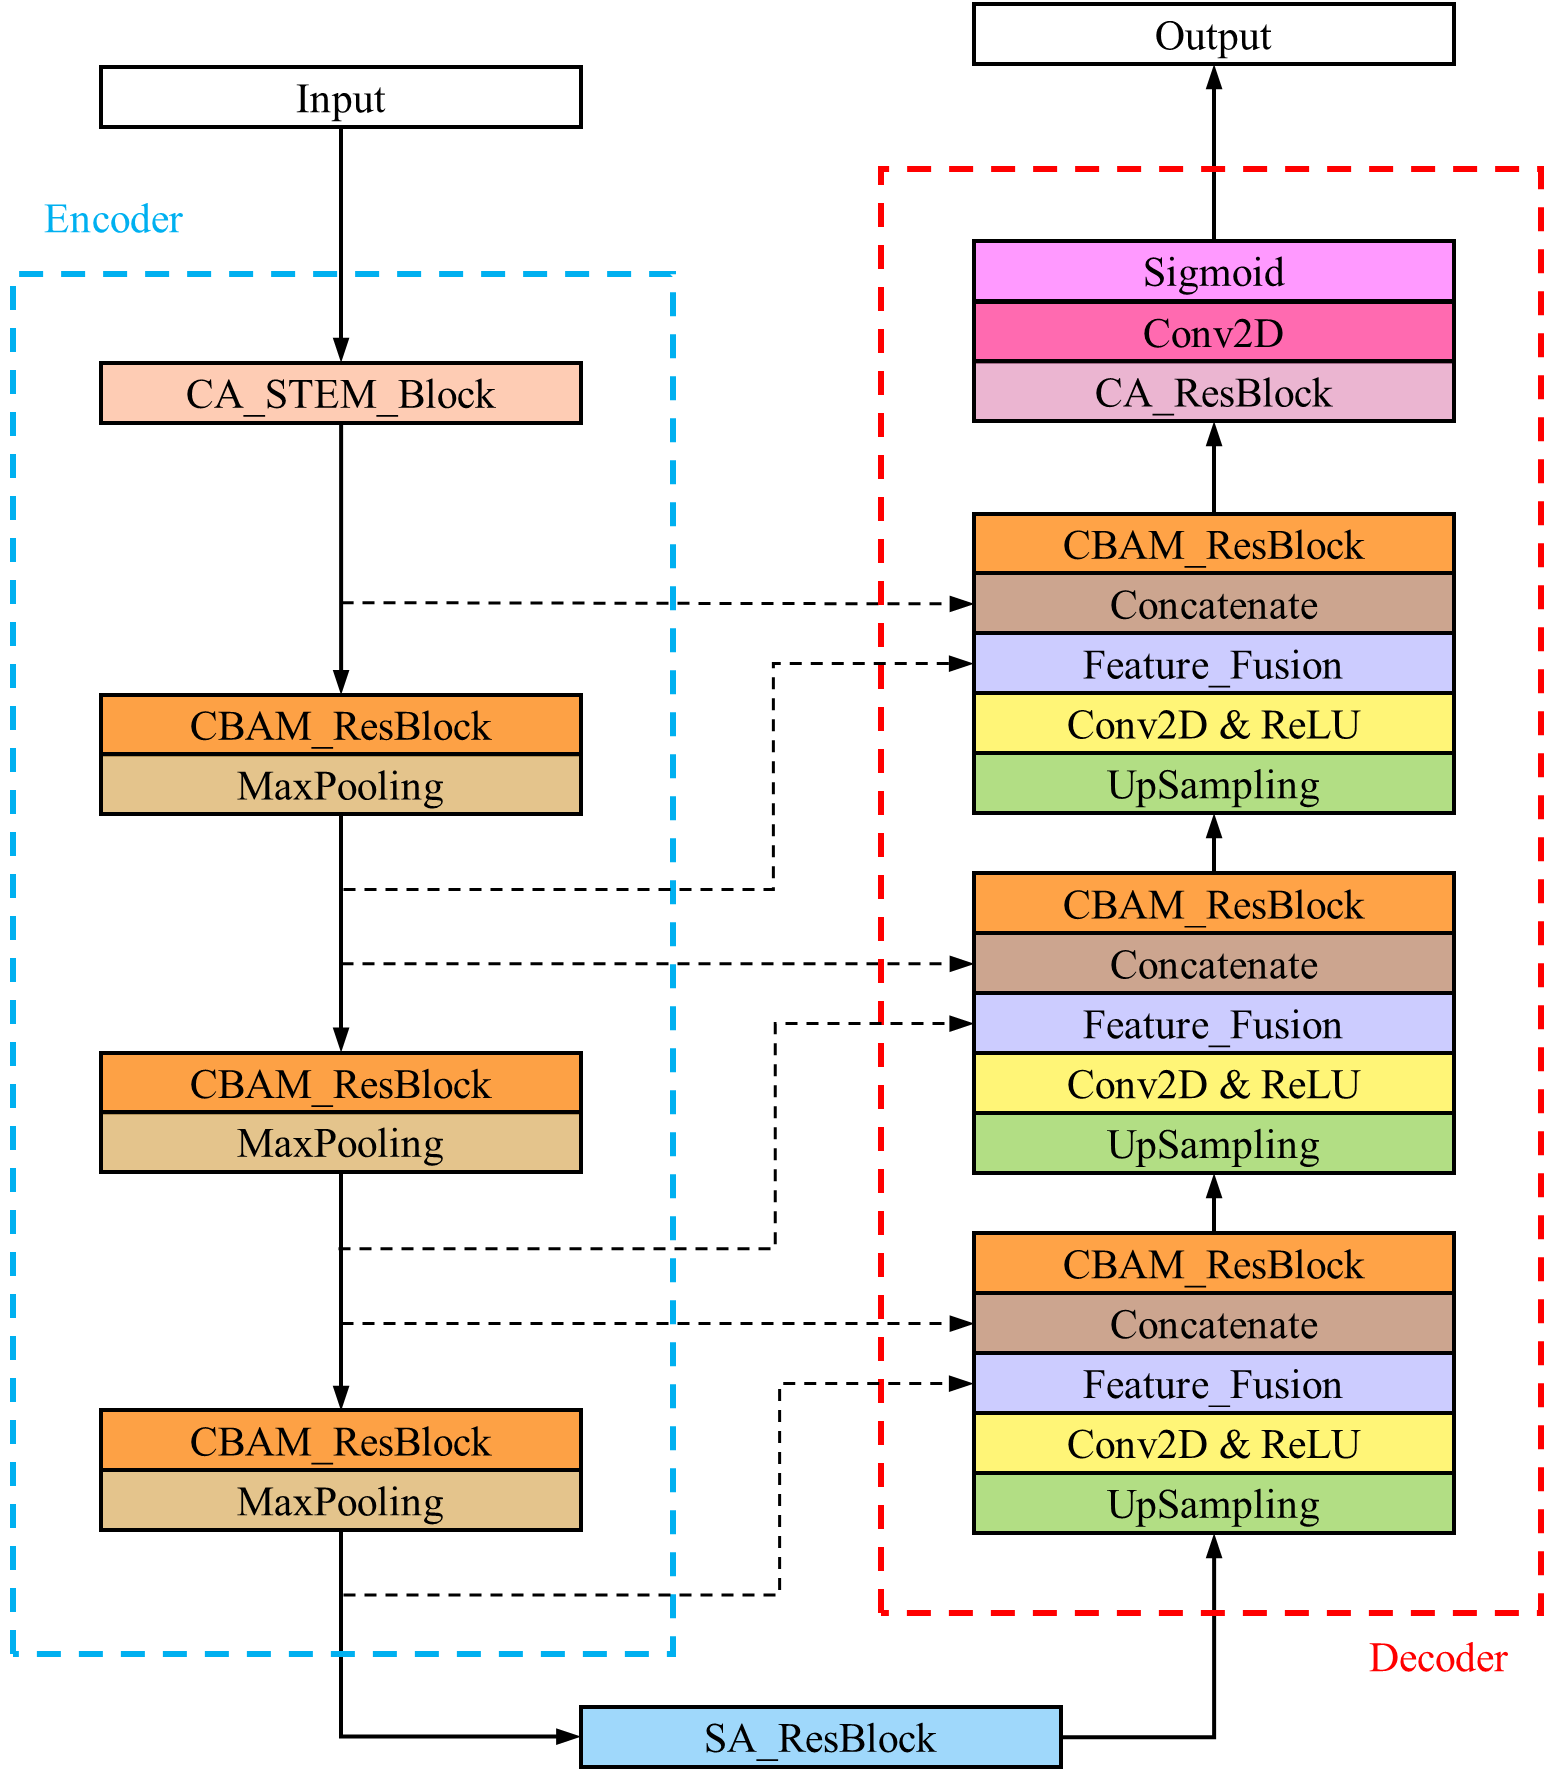 Input
Encoder
CA_STEM_Block
CBAM_ResBlock
MaxPooling
CBAM_ResBlock
MaxPooling
CBAM_ResBlock
MaxPooling
SA_ResBlock
Output
Sigmoid
Conv2D
CA_ResBlock
CBAM_ResBlock
Concatenate
Feature_Fusion
Conv2D & ReLU
UpSampling
CBAM_ResBlock
Concatenate
Feature_Fusion
Conv2D & ReLU
UpSampling
CBAM_ResBlock
Concatenate
Feature_Fusion
Conv2D & ReLU
UpSampling
Decoder